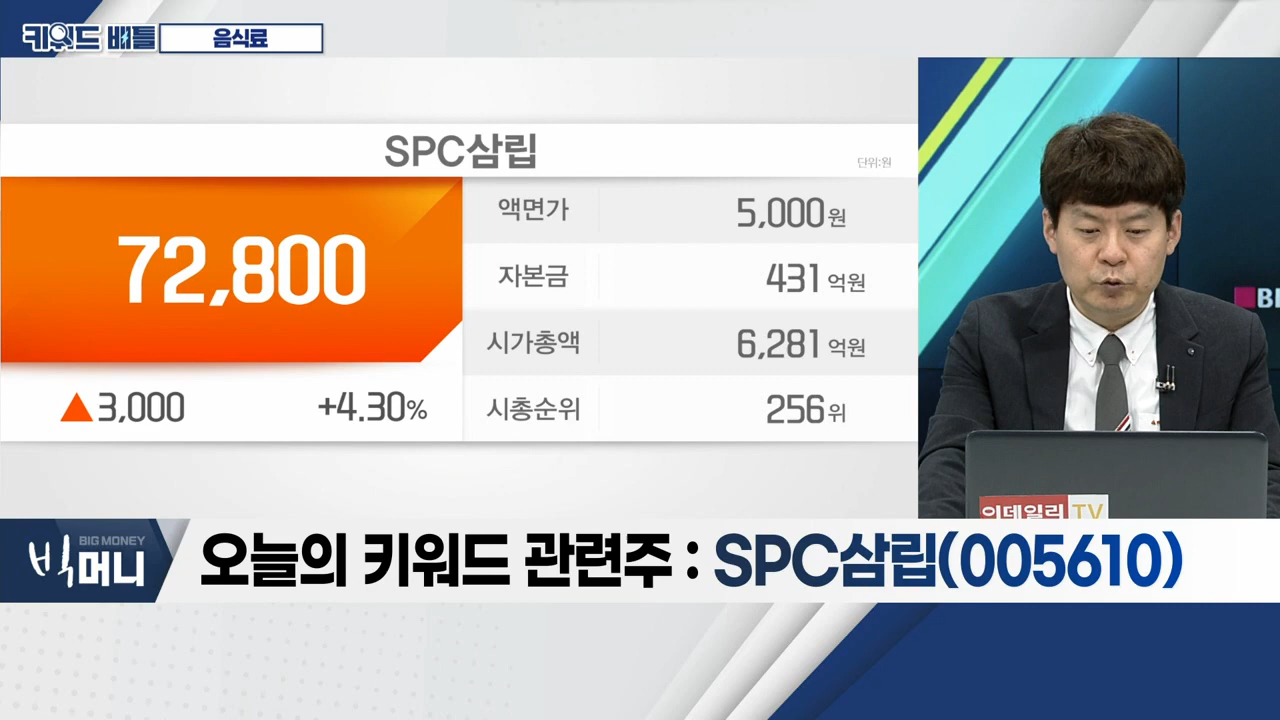 키워드 배틀
음식료
SPC삼립
단위:원
72,800
▲3,000 +4.30%
액면가 5,000원
자본금 431억원
시가총액 6,281억원
시총순위 256위
이데일리TV
BIG MONEY
빅머니
오늘의 키워드 관련주 : SPC삼립(005610)